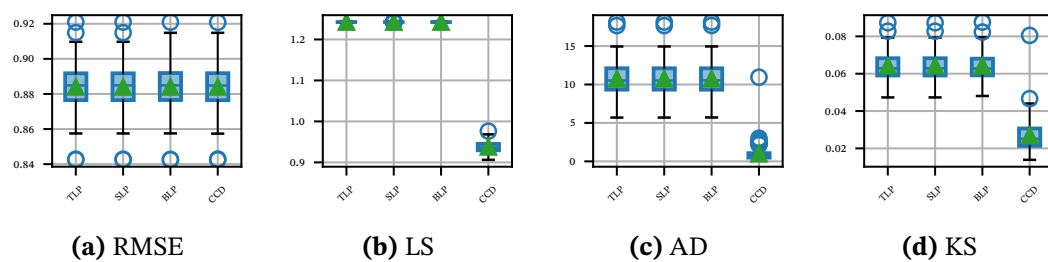 0.92
0.90
0.88
0.86
0.84
TLP
SLP
BLP
CCD
(a) RMSE
1.2
1.1
1.0
0.9
TLP
SLP
BLP
CCD
(b) LS
15
10
5
0
TLP
SLP
BLP
CCD
(c) AD
0.08
0.06
0.04
0.02
TLP
SLP
BLP
CCD
(d) KS